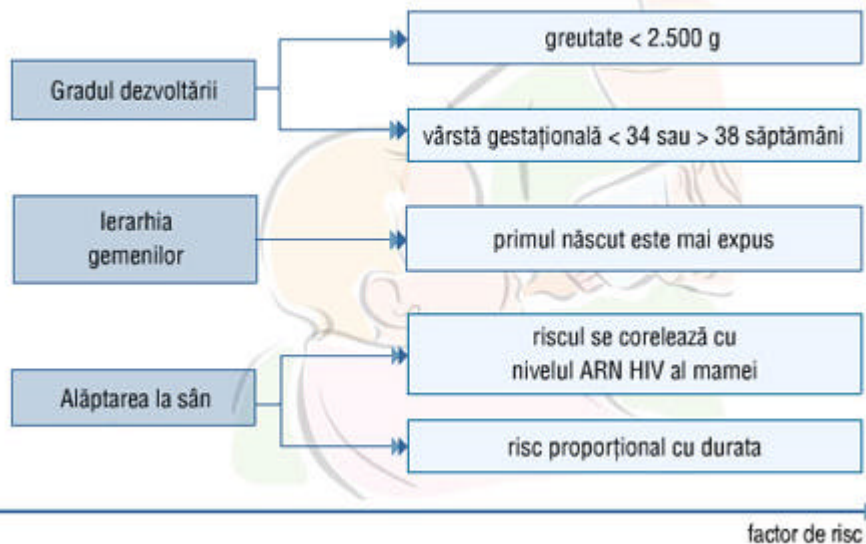 Gradul dezvoltării
greutate < 2.500 g
vârstă gestațională < 34 sau > 38 săptămâni
Ierarhia
gemenilor
primul născut este mai expus
Alăptarea la sân
riscul se corelează cu
nivelul ARN HIV al mamei
risc proporțional cu durata
factor de risc